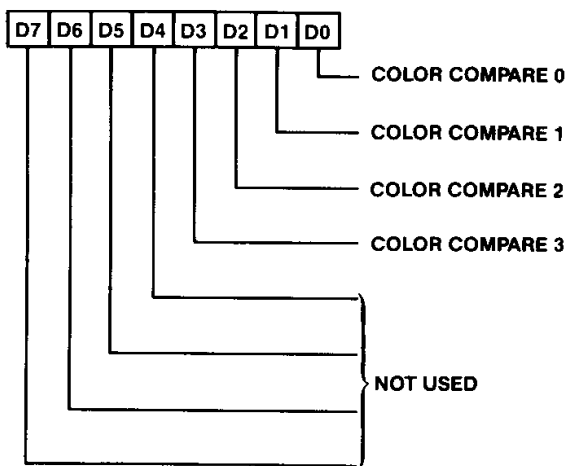 D7 D6 D5 D4 D3 D2 D1 D0
COLOR COMPARE 0
COLOR COMPARE 1
COLOR COMPARE 2
COLOR COMPARE 3
NOT USED